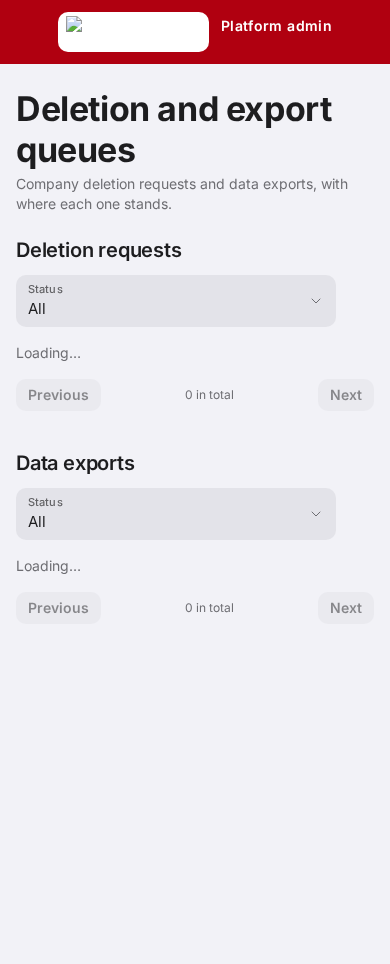 Platform admin
Deletion and export
queues
Company deletion requests and data exports, with
where each one stands.
Deletion requests
Status
All
Loading...
Previous
0 in total
Next
Data exports
Status
All
Loading...
Previous
0 in total
Next